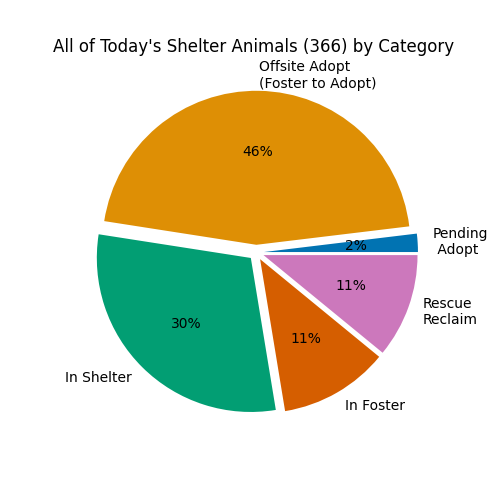 All of Today's Shelter Animals (366) by Category
Offsite Adopt
(Foster to Adopt)
46%
Pending
Adopt
2%
11%
Rescue
Reclaim
30%
11%
In Shelter
In Foster